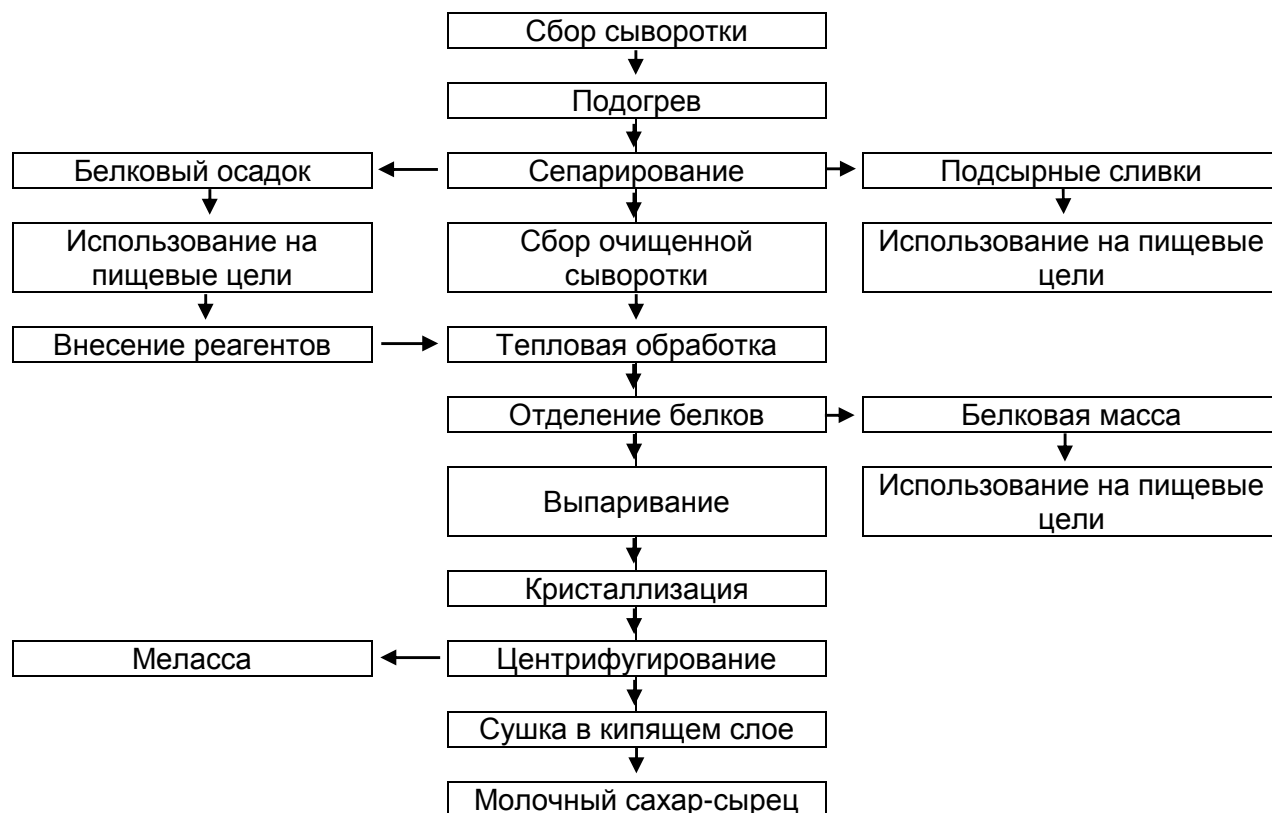 Сбор сыворотки
Подогрев
Белковый осадок
Сепарирование
Подсырные сливки
Использование на
пищевые цели
Сбор очищенной
сыворотки
Использование на пищевые
цели
Внесение реагентов
Тепловая обработка
Отделение белков
Белковая масса
Выпаривание
Использование на пищевые
цели
Кристаллизация
Меласса
Центрифугирование
Сушка в кипящем слое
Молочный сахар-сырец